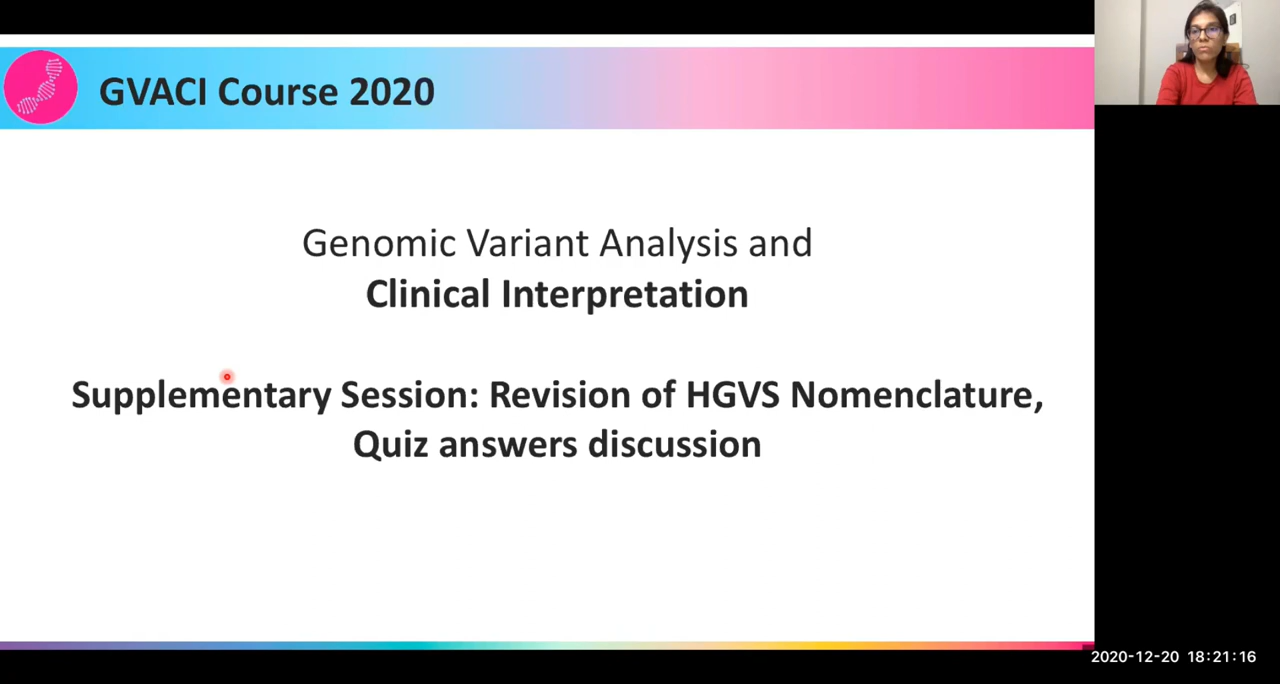 GVACI Course 2020
Genomic Variant Analysis and
Clinical Interpretation
Supplementary Session: Revision of HGVS Nomenclature,
Quiz answers discussion
2020-12-20 18:21:16